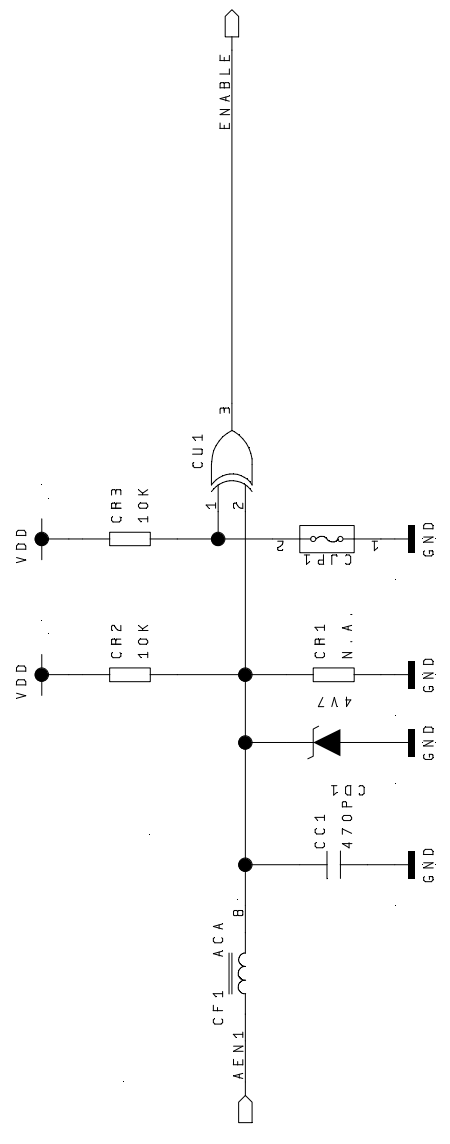 ENABLE
3
CU1
1
2
VDD
CR3
10K
2
CJP1
1
GND
VDD
CR2
10K
CR1
N.A.
GND
4V7
CD1
GND
CC1
470P
GND
B
ACA
CF1
AEN1